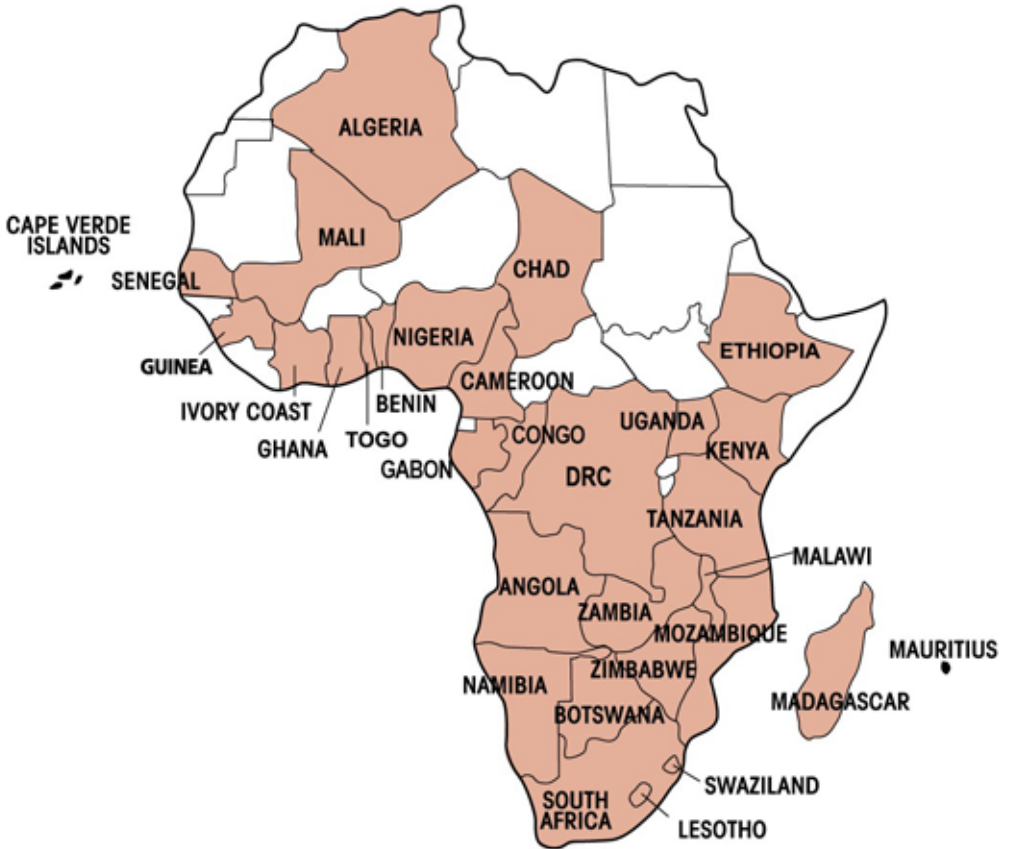 ALGERIA
CAPE VERDE
ISLANDS
MALI
SENEGAL
CHAD
NIGERIA
ETHIOPIA
GUINEA
CAMEROON
IVORY COAST
BENIN
GHANA
TOGO
UGANDA
CONGO
KENYA
GABON
DRC
TANZANIA
MALAWI
ANGOLA
ZAMBIA
MOZAMBIQUE
MAURITIUS
ZIMBABWE
NAMIBIA
MADAGASCAR
BOTSWANA
SWAZILAND
SOUTH
AFRICA
LESOTHO